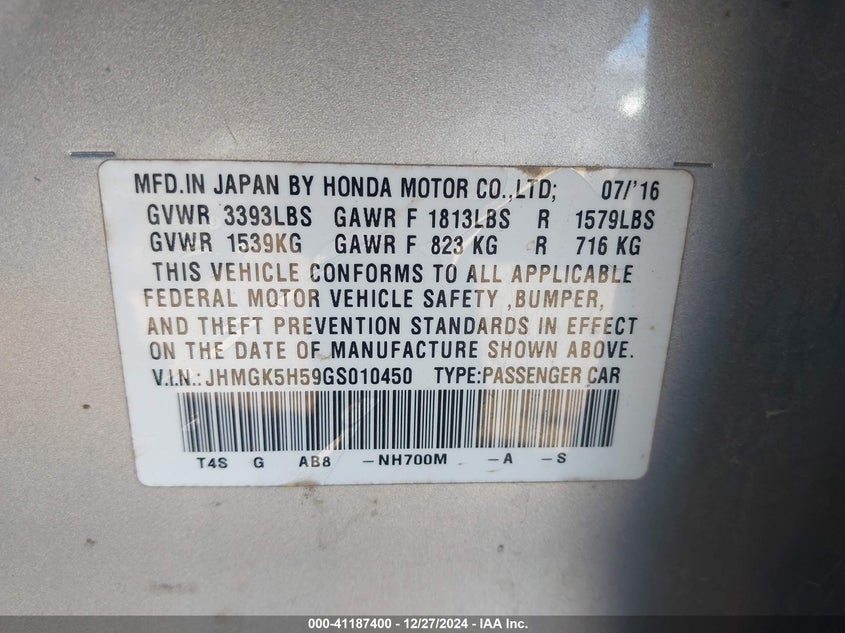 MFD.IN JAPAN BY HONDA MOTOR CO.,LTD; 07/'16
GVWR 3393LBS GAWR F 1813LBS R 1579LBS
GVWR 1539KG GAWR F 823 KG R 716 KG
THIS VEHICLE CONFORMS TO ALL APPLICABLE
FEDERAL MOTOR VEHICLE SAFETY ,BUMPER,
AND THEFT PREVENTION STANDARDS IN EFFECT
ON THE DATE OF MANUFACTURE SHOWN ABOVE.
V.I.N.:JHMGK5H59GS010450 TYPE:PASSENGER CAR
T4S G AB8 -NH700M -A -S
000-41187400 - 12/27/2024 - IAA Inc.